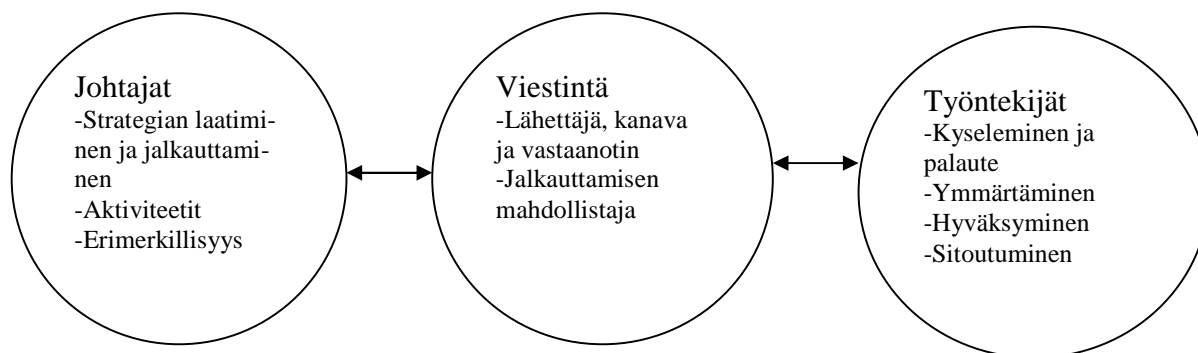 Johtajat
-Strategian laatimi-
nen ja jalkauttami-
nen
-Aktiviteetit
-Erimerkillisyys
Viestintä
-Lähettäjä, kanava
ja vastaanotin
-Jalkauttamisen
mahdollistaja
Työntekijät
-Kyseleminen ja
palaute
-Ymmärtäminen
-Hyväksyminen
-Sitoutuminen